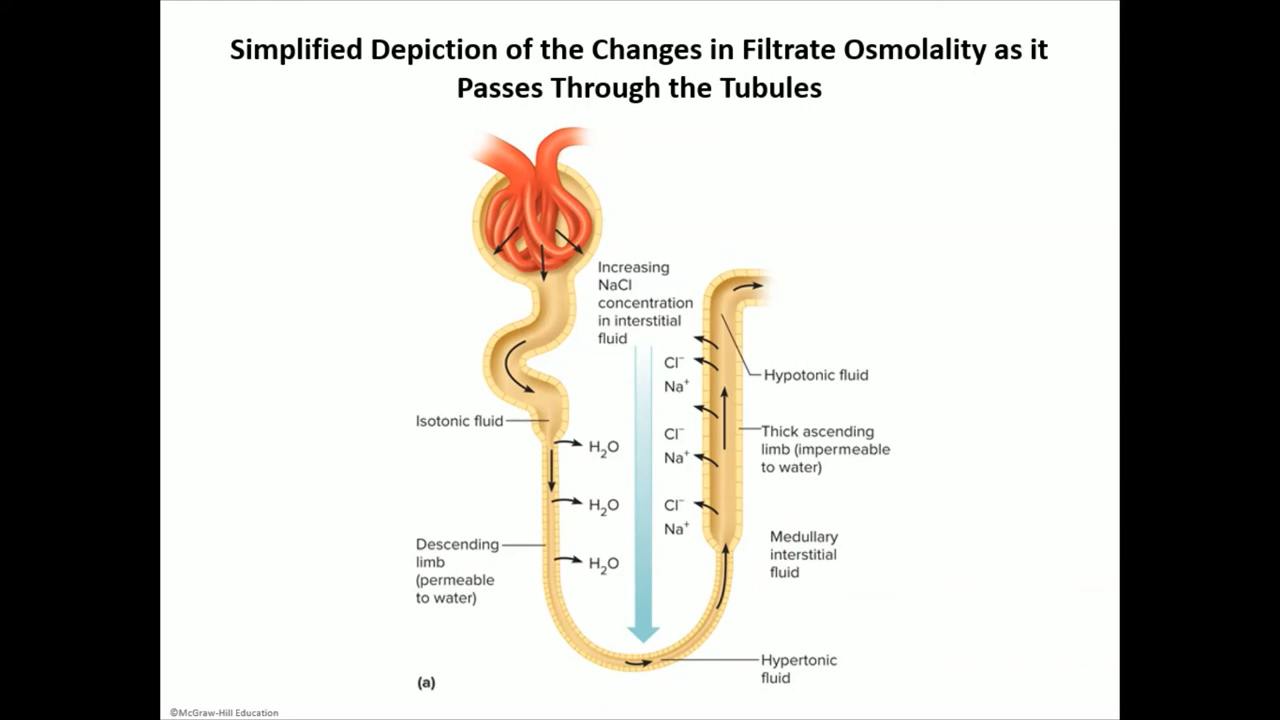 Simplified Depiction of the Changes in Filtrate Osmolality as it
Passes Through the Tubules
Increasing
NaCl
concentration
in interstitial
fluid
Cl⁻
Na⁺
Hypotonic fluid
Isotonic fluid
H₂O
Cl⁻
Na⁺
Thick ascending
limb (impermeable
to water)
H₂O
Cl⁻
Na⁺
Descending
limb
(permeable
to water)
H₂O
Medullary
interstitial
fluid
Hypertonic
fluid
(a)
©McGraw-Hill Education